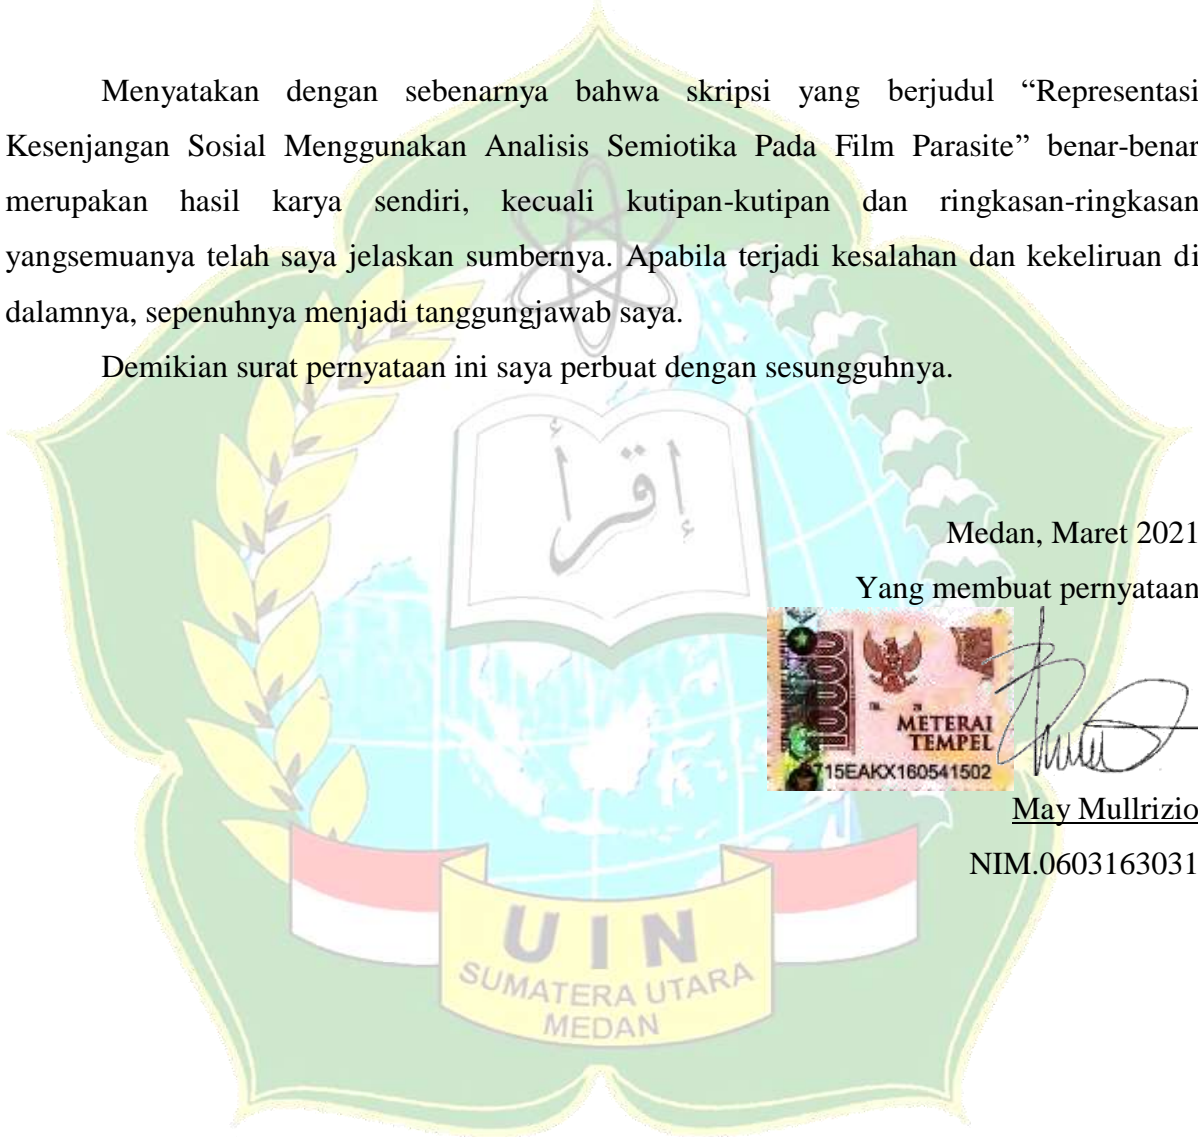 Menyatakan dengan sebenarnya bahwa skripsi yang berjudul “Representasi
Kesenjangan Sosial Menggunakan Analisis Semiotika Pada Film Parasite” benar-benar
merupakan hasil karya sendiri, kecuali kutipan-kutipan dan ringkasan-ringkasan
yangsemuanya telah saya jelaskan sumbernya. Apabila terjadi kesalahan dan kekeliruan di
dalamnya, sepenuhnya menjadi tanggungjawab saya.
Demikian surat pernyataan ini saya perbuat dengan sesungguhnya.
إقرأ
Medan, Maret 2021
Yang membuat pernyataan
10000
METERAI
TEMPEL
715EAKX160541502
May Mullrizio
NIM.0603163031
UIN
SUMATERA UTARA
MEDAN